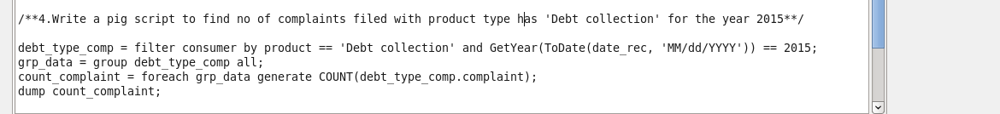 /**4.Write a pig script to find no of complaints filed with product type has 'Debt collection' for the year 2015**/
debt_type_comp = filter consumer by product == 'Debt collection' and GetYear(ToDate(date_rec, 'MM/dd/YYYY')) == 2015;
grp_data = group debt_type_comp all;
count_complaint = foreach grp_data generate COUNT(debt_type_comp.complaint);
dump count_complaint;